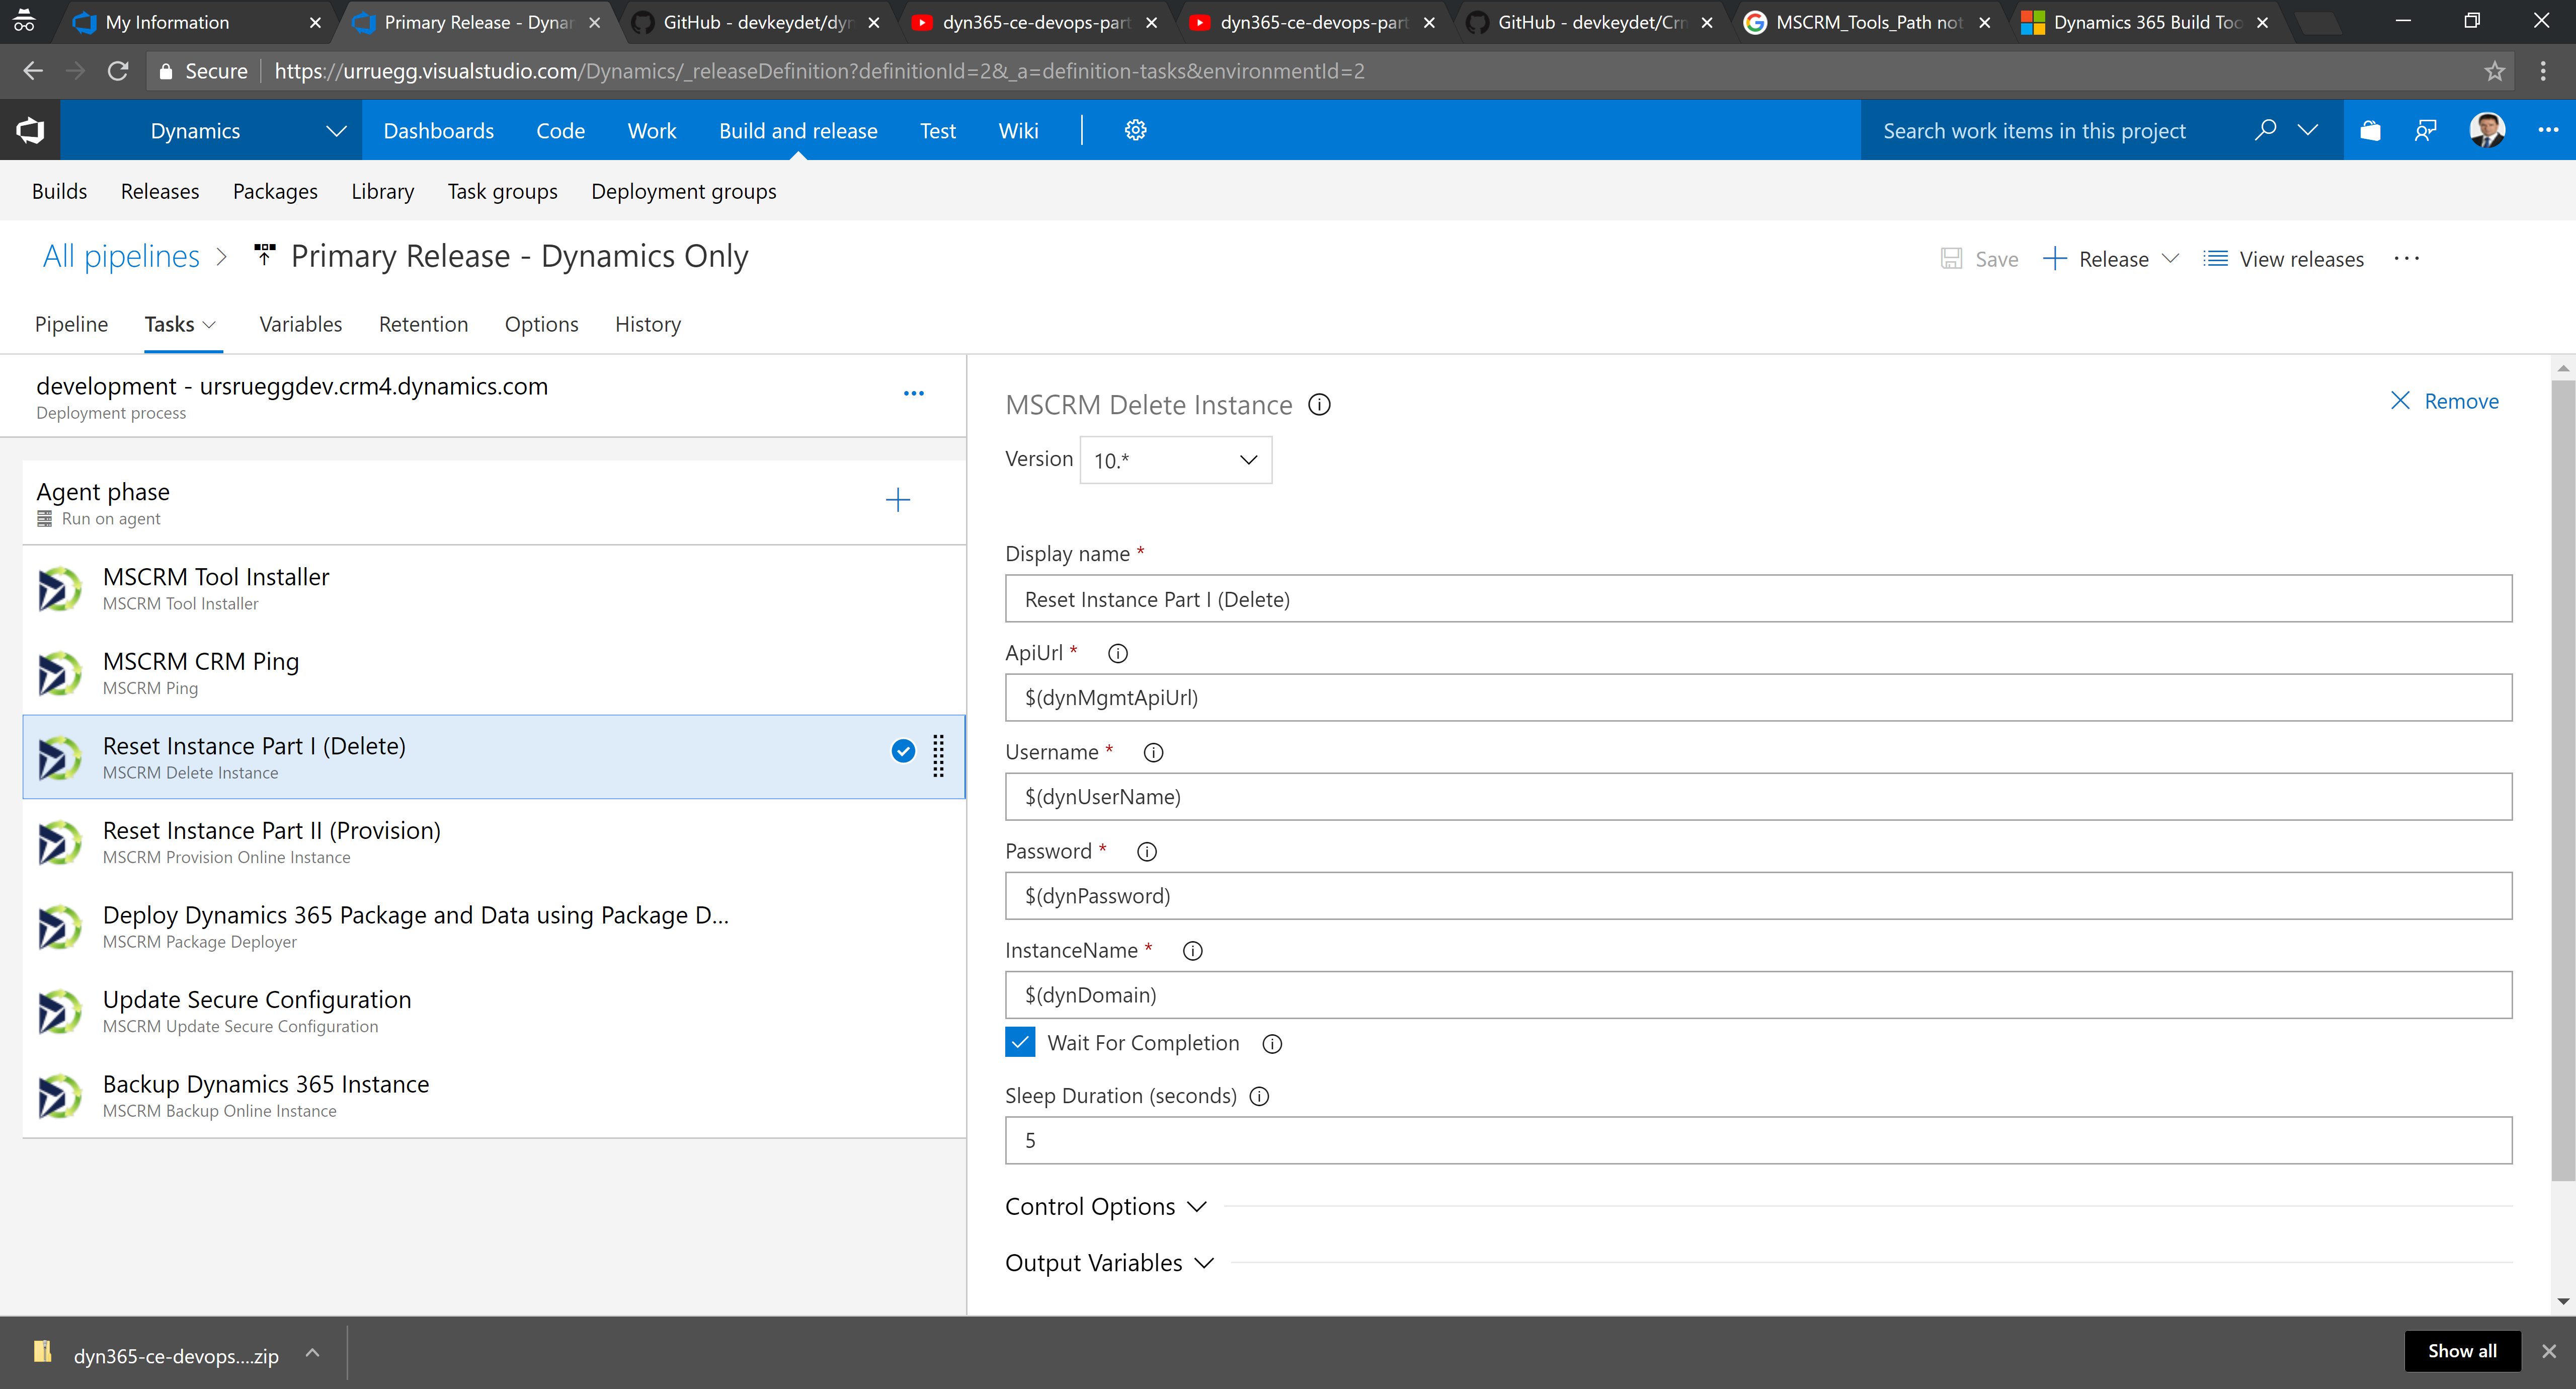 My Information
Primary Release - Dynar
GitHub - devkeydet/dyn
dyn365-ce-devops-part
dyn365-ce-devops-part
GitHub - devkeydet/Crn
MSCRM_Tools_Path not
Dynamics 365 Build Too
Secure
https://urruegg.visualstudio.com/Dynamics/_releaseDefinition?definitionId=2&_a=definition-tasks&environmentId=2
Dynamics
Dashboards
Code
Work
Build and release
Test
Wiki
Search work items in this project
Builds
Releases
Packages
Library
Task groups
Deployment groups
All pipelines
Primary Release - Dynamics Only
Save
Release
View releases
Pipeline
Tasks
Variables
Retention
Options
History
development - ursrueggdev.crm4.dynamics.com
Deployment process
Agent phase
Run on agent
MSCRM Tool Installer
MSCRM Tool Installer
MSCRM CRM Ping
MSCRM Ping
Reset Instance Part I (Delete)
MSCRM Delete Instance
Reset Instance Part II (Provision)
MSCRM Provision Online Instance
Deploy Dynamics 365 Package and Data using Package D...
MSCRM Package Deployer
Update Secure Configuration
MSCRM Update Secure Configuration
Backup Dynamics 365 Instance
MSCRM Backup Online Instance
MSCRM Delete Instance
Remove
Version
10.*
Display name *
Reset Instance Part I (Delete)
ApiUrl *
$(dynMgmtApiUrl)
Username *
$(dynUserName)
Password *
$(dynPassword)
InstanceName *
$(dynDomain)
Wait For Completion
Sleep Duration (seconds)
5
Control Options
Output Variables
dyn365-ce-devops....zip
Show all